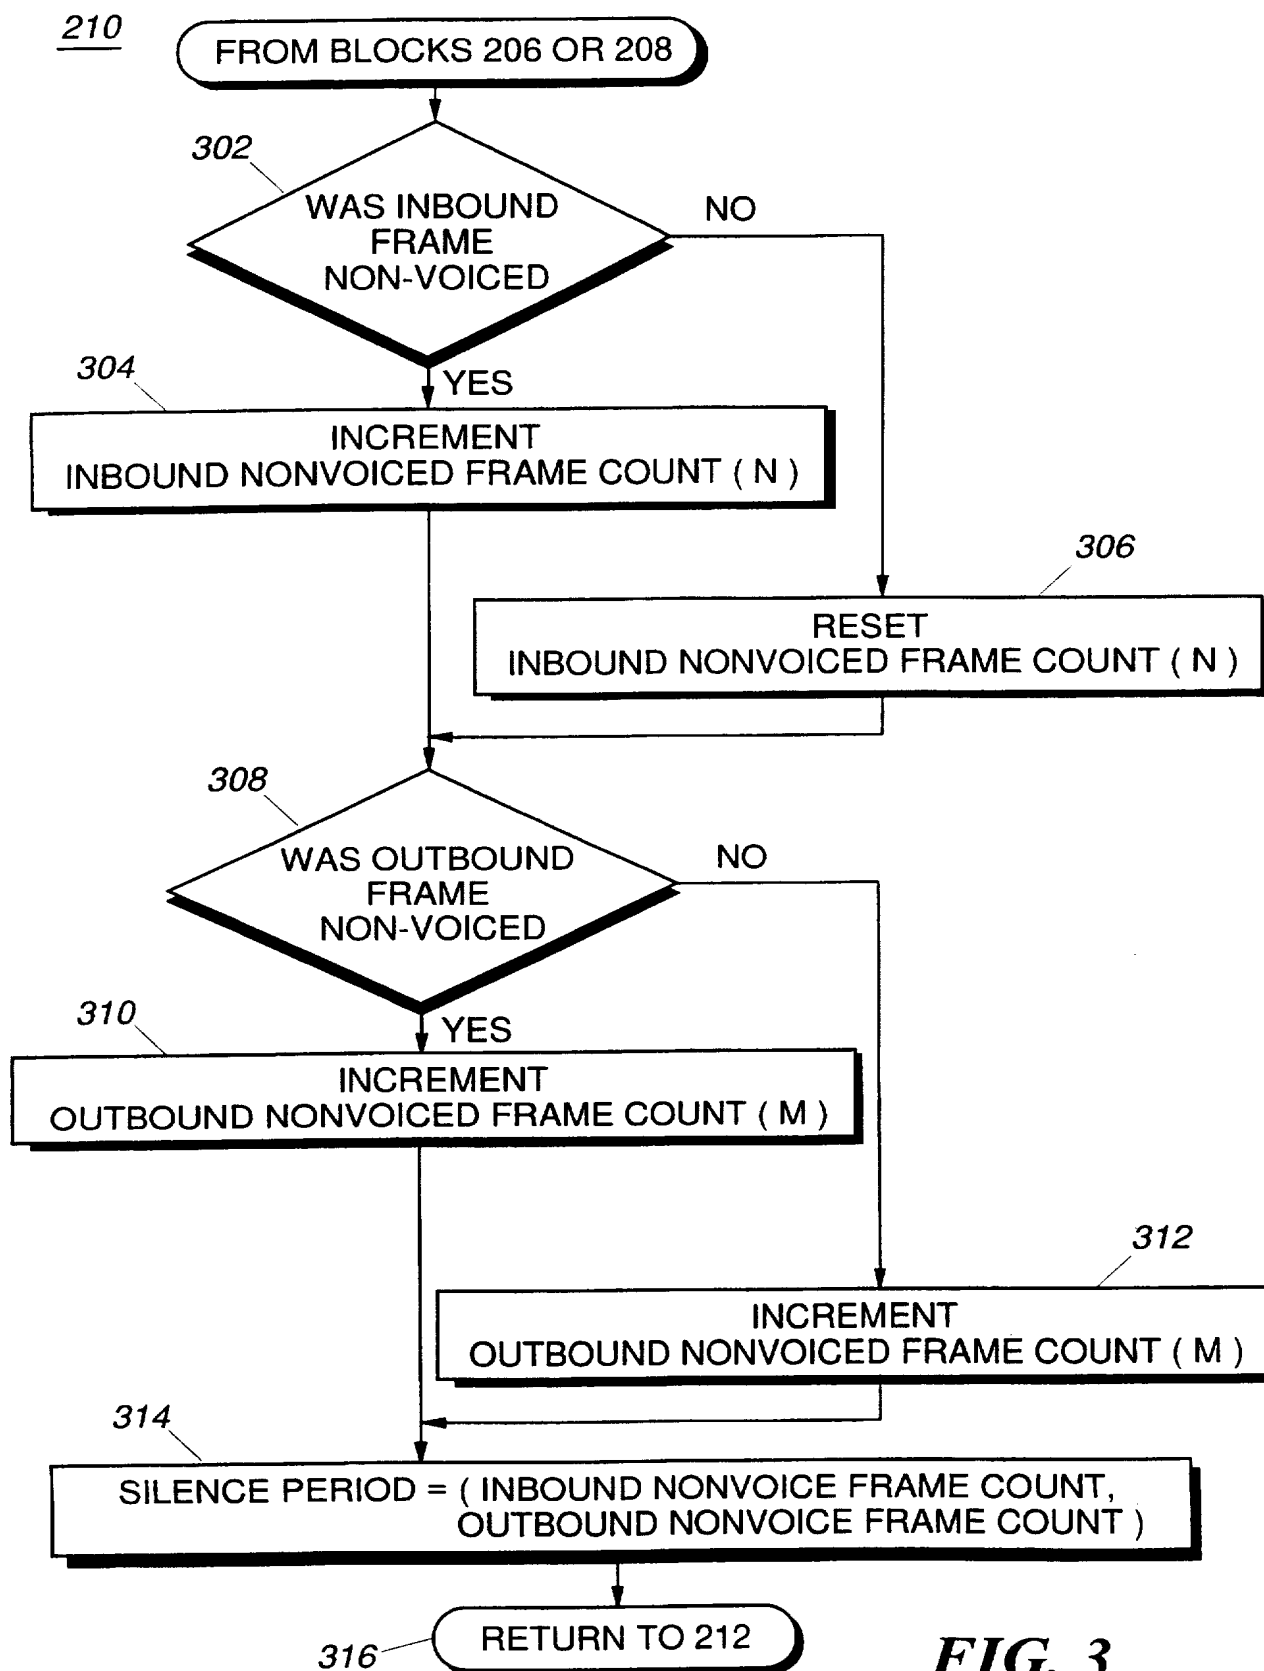 210
FROM BLOCKS 206 OR 208
302
WAS INBOUND
FRAME
NON-VOICED
NO
YES
304
INCREMENT
INBOUND NONVOICED FRAME COUNT ( N )
306
RESET
INBOUND NONVOICED FRAME COUNT ( N )
308
WAS OUTBOUND
FRAME
NON-VOICED
NO
YES
310
INCREMENT
OUTBOUND NONVOICED FRAME COUNT ( M )
312
INCREMENT
OUTBOUND NONVOICED FRAME COUNT ( M )
314
SILENCE PERIOD = ( INBOUND NONVOICE FRAME COUNT,
OUTBOUND NONVOICE FRAME COUNT )
316
RETURN TO 212
FIG. 3